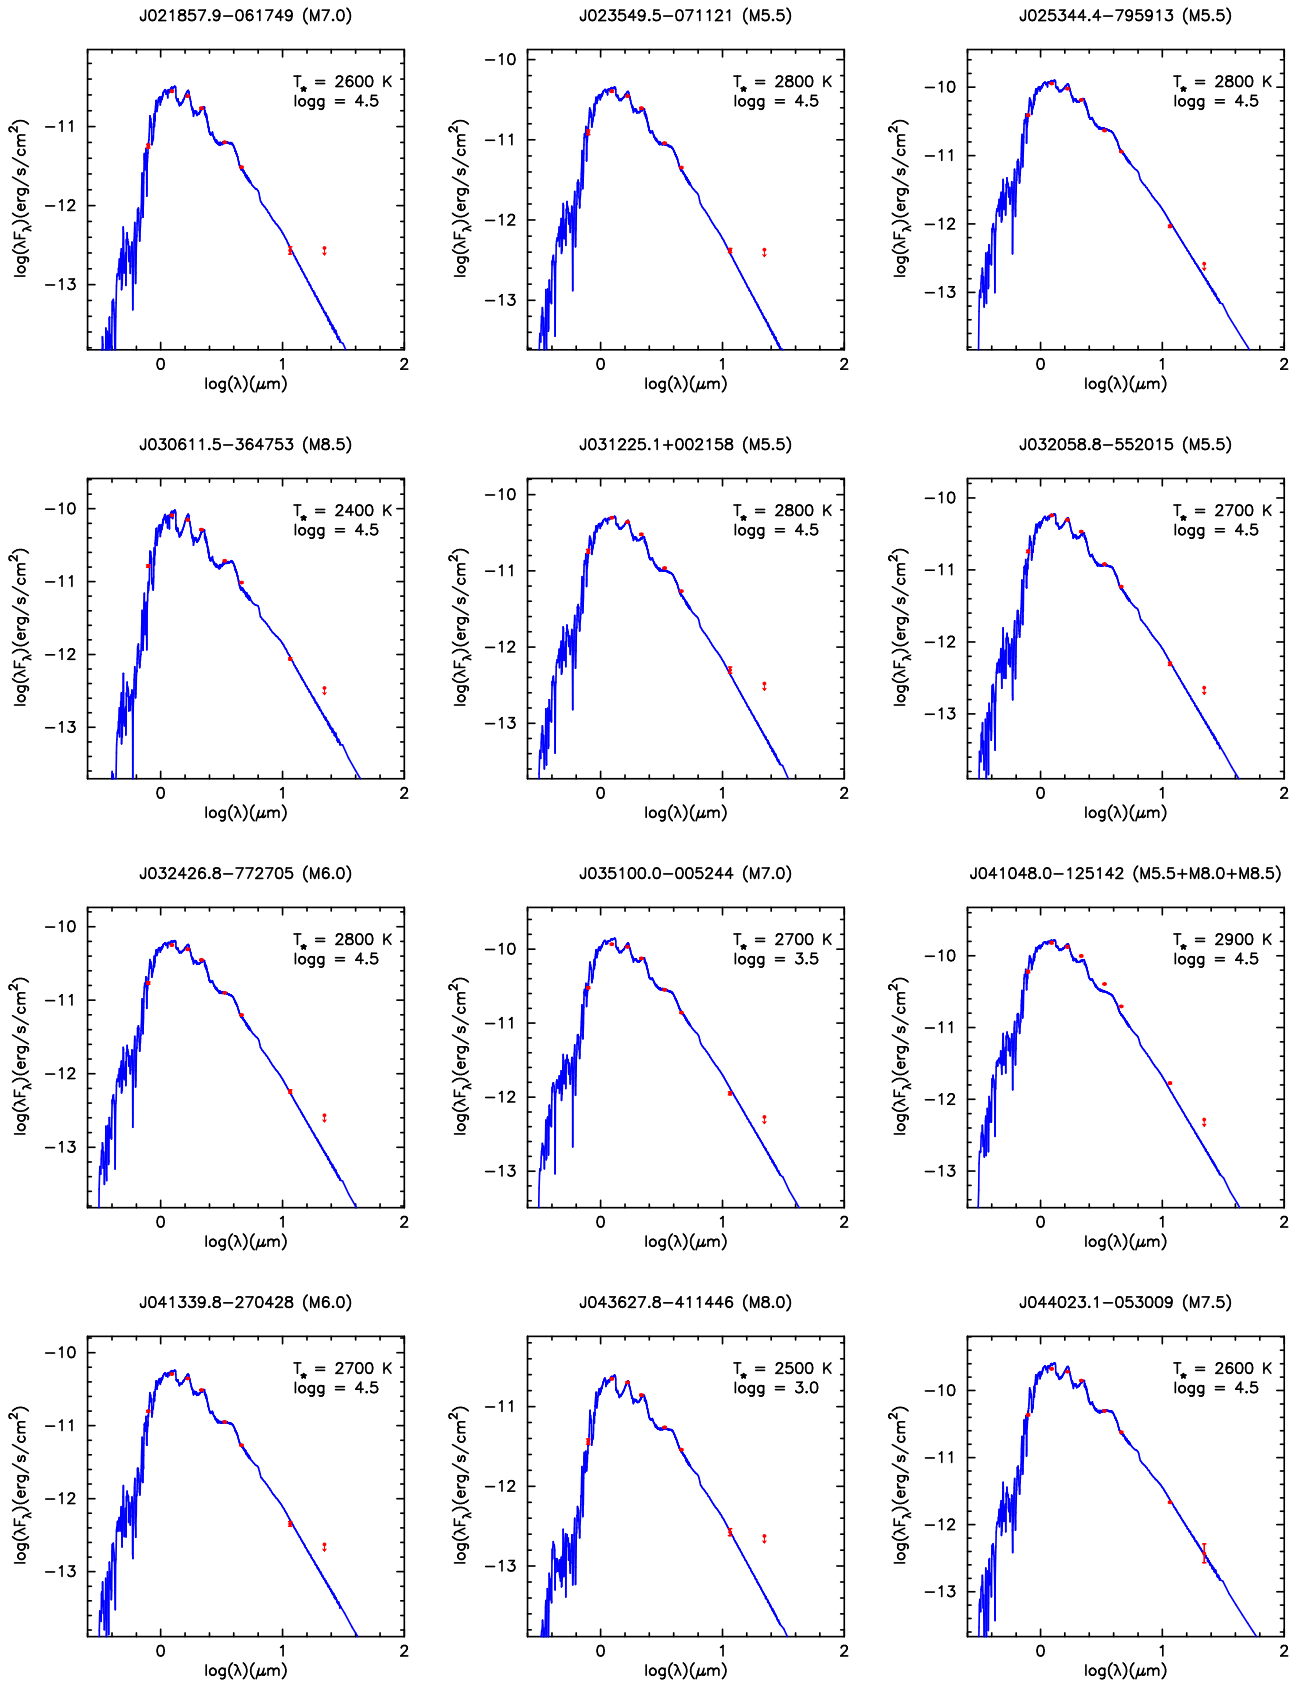 J021857.9−061749 (M7.0)
T★ = 2600 K
logg = 4.5
−11
−12
−13
log(λFλ)(erg/s/cm²)
0 1 2
log(λ)(μm)
J023549.5−071121 (M5.5)
T★ = 2800 K
logg = 4.5
−10
−11
−12
−13
log(λFλ)(erg/s/cm²)
0 1 2
log(λ)(μm)
J025344.4−795913 (M5.5)
T★ = 2800 K
logg = 4.5
−10
−11
−12
−13
log(λFλ)(erg/s/cm²)
0 1 2
log(λ)(μm)
J030611.5−364753 (M8.5)
T★ = 2400 K
logg = 4.5
−10
−11
−12
−13
log(λFλ)(erg/s/cm²)
0 1 2
log(λ)(μm)
J031225.1+002158 (M5.5)
T★ = 2800 K
logg = 4.5
−10
−11
−12
−13
log(λFλ)(erg/s/cm²)
0 1 2
log(λ)(μm)
J032058.8−552015 (M5.5)
T★ = 2700 K
logg = 4.5
−10
−11
−12
−13
log(λFλ)(erg/s/cm²)
0 1 2
log(λ)(μm)
J032426.8−772705 (M6.0)
T★ = 2800 K
logg = 4.5
−10
−11
−12
−13
log(λFλ)(erg/s/cm²)
0 1 2
log(λ)(μm)
J035100.0−005244 (M7.0)
T★ = 2700 K
logg = 3.5
−10
−11
−12
−13
log(λFλ)(erg/s/cm²)
0 1 2
log(λ)(μm)
J041048.0−125142 (M5.5+M8.0+M8.5)
T★ = 2900 K
logg = 4.5
−10
−11
−12
−13
log(λFλ)(erg/s/cm²)
0 1 2
log(λ)(μm)
J041339.8−270428 (M6.0)
T★ = 2700 K
logg = 4.5
−10
−11
−12
−13
log(λFλ)(erg/s/cm²)
0 1 2
log(λ)(μm)
J043627.8−411446 (M8.0)
T★ = 2500 K
logg = 3.0
−11
−12
−13
log(λFλ)(erg/s/cm²)
0 1 2
log(λ)(μm)
J044023.1−053009 (M7.5)
T★ = 2600 K
logg = 4.5
−10
−11
−12
−13
log(λFλ)(erg/s/cm²)
0 1 2
log(λ)(μm)